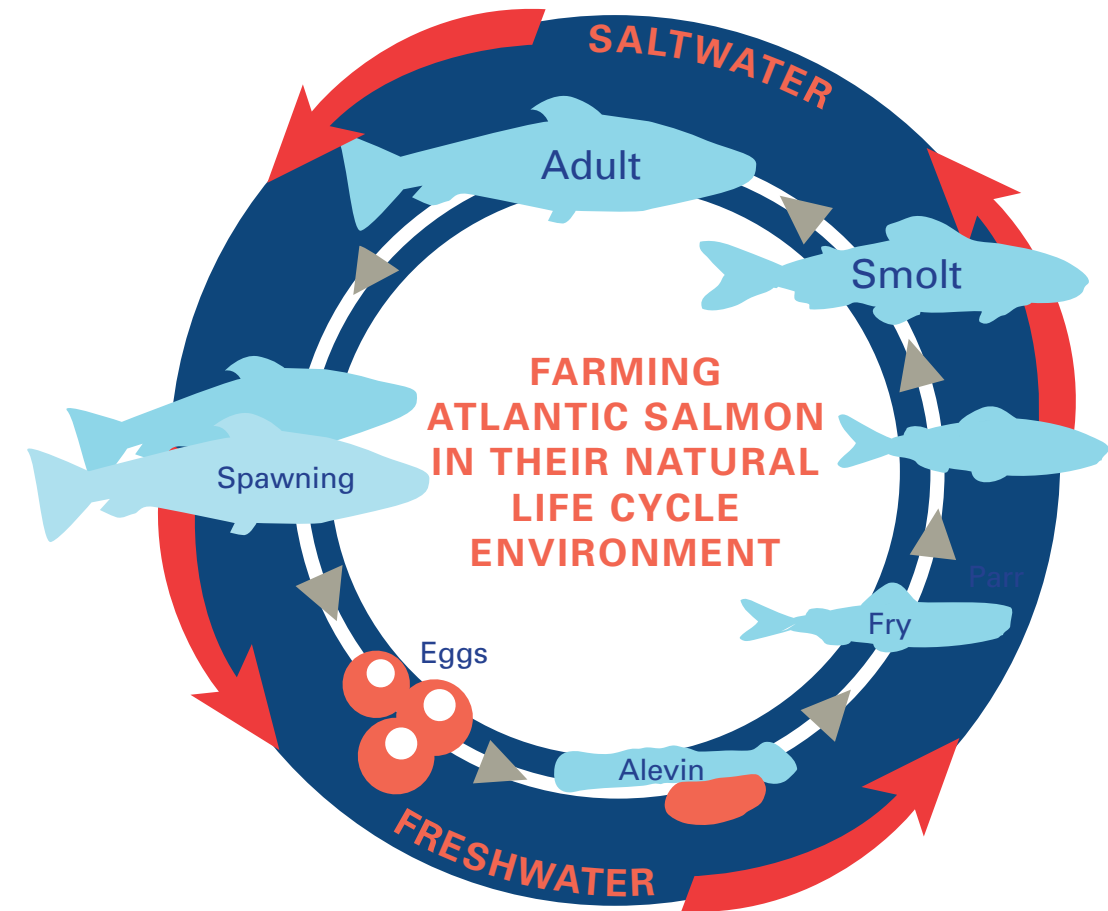 SALTWATER
Adult
Smolt
FARMING
ATLANTIC SALMON
IN THEIR NATURAL
LIFE CYCLE
ENVIRONMENT
Spawning
Parr
Fry
Eggs
Alevin
FRESHWATER